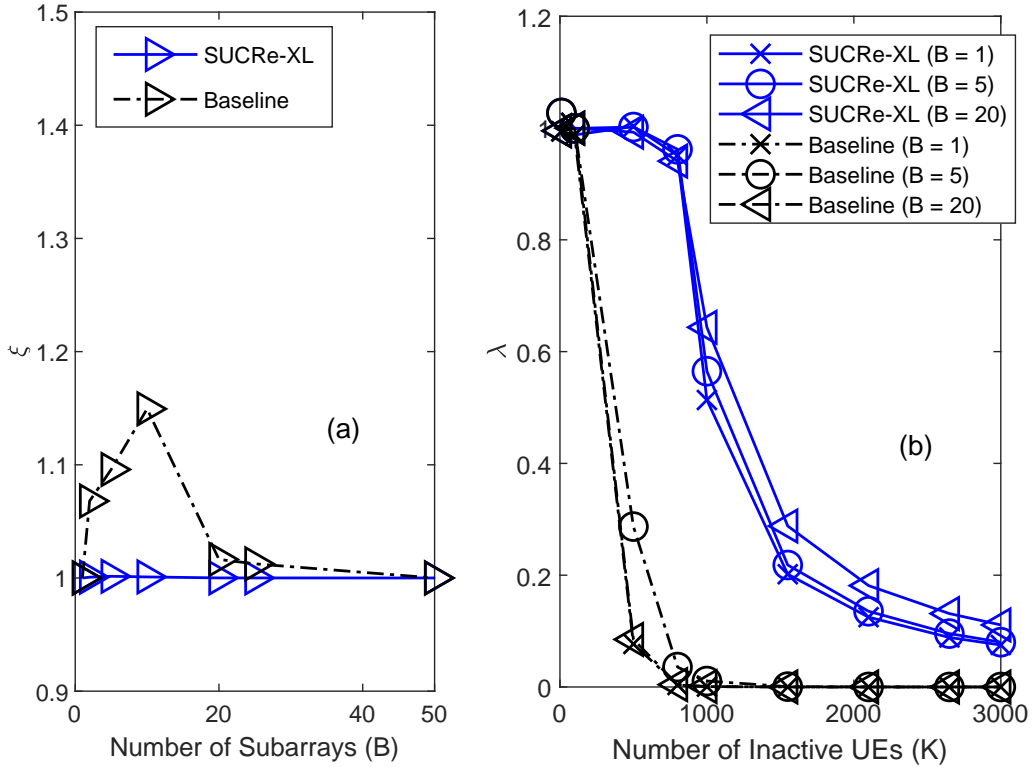 1.5
1.4
1.3
1.2
1.1
1
0.9
ξ
0
20
40
50
Number of Subarrays (B)
SUCRe-XL
Baseline
(a)
1.2
1
0.8
0.6
0.4
0.2
0
λ
0
1000
2000
3000
Number of Inactive UEs (K)
SUCRe-XL (B = 1)
SUCRe-XL (B = 5)
SUCRe-XL (B = 20)
Baseline (B = 1)
Baseline (B = 5)
Baseline (B = 20)
(b)